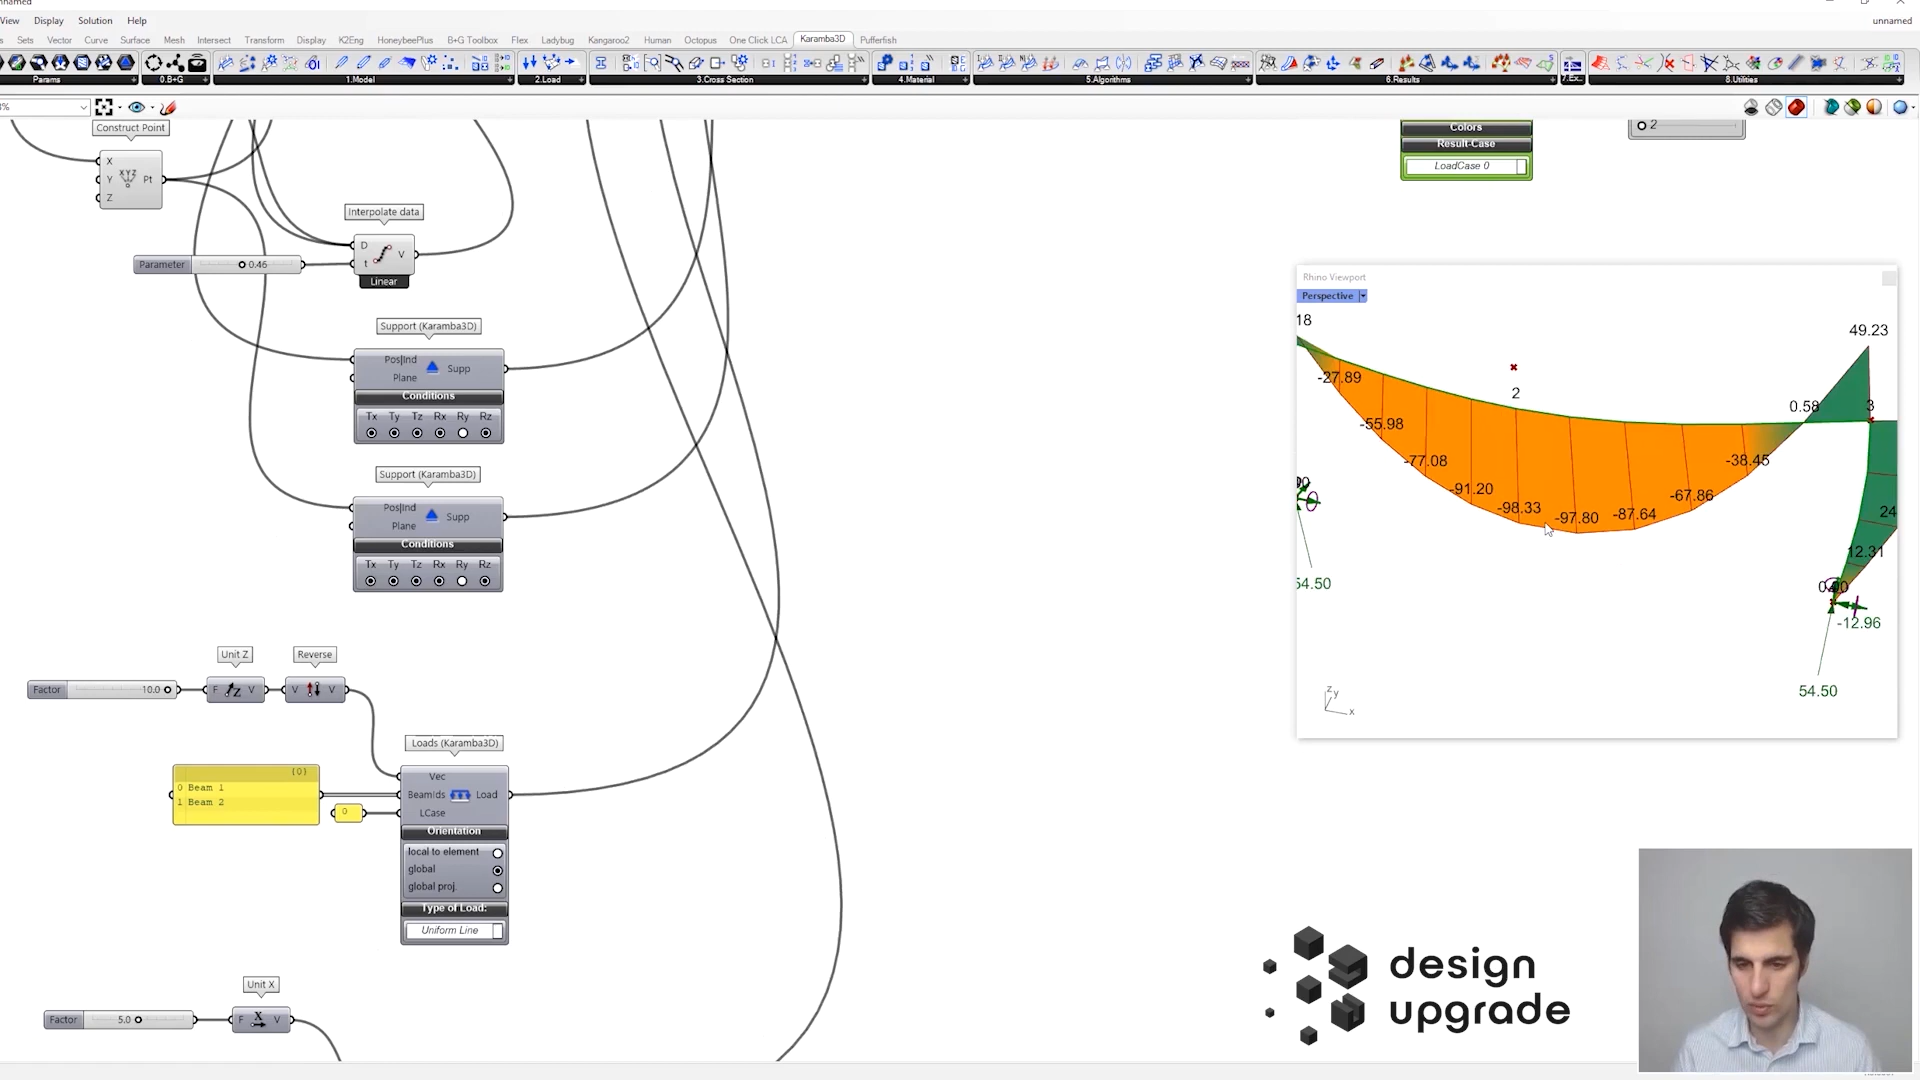 unnamed
View Display Solution Help
unnamed
Sets Vector Curve Surface Mesh Intersect Transform Display K2Eng HoneybeePlus B+G Toolbox Flex Ladybug Kangaroo2 Human Octopus One Click LCA Karamba3D Pufferfish
Params 0.B+G 1.Model 2.Load 3.Cross Section 4.Material 5.Algorithms 6.Results 7.Ex... 8.Utilities
Construct Point
X
Y
Z
XYZ
Pt
Interpolate data
D
t
V
Linear
Parameter 0.46
Support (Karamba3D)
Pos|Ind
Plane
Supp
Conditions
Tx Ty Tz Rx Ry Rz
Support (Karamba3D)
Pos|Ind
Plane
Supp
Conditions
Tx Ty Tz Rx Ry Rz
Unit Z
Reverse
Factor 10.0
F Z V
V V
Loads (Karamba3D)
Vec
BeamIds
LCase
Load
{0}
0 Beam 1
1 Beam 2
0
Orientation
local to element
global
global proj.
Type of Load:
Uniform Line
Unit X
Factor 5.0
F X V
Colors
Result-Case
LoadCase 0
2
Rhino Viewport
Perspective
18
49.23
-27.89
2
0.58
3
-55.98
-77.08
-38.45
-91.20
-67.86
-98.33
-97.80
-87.64
24
12.31
54.50
-12.96
54.50
z
y
x
design
upgrade